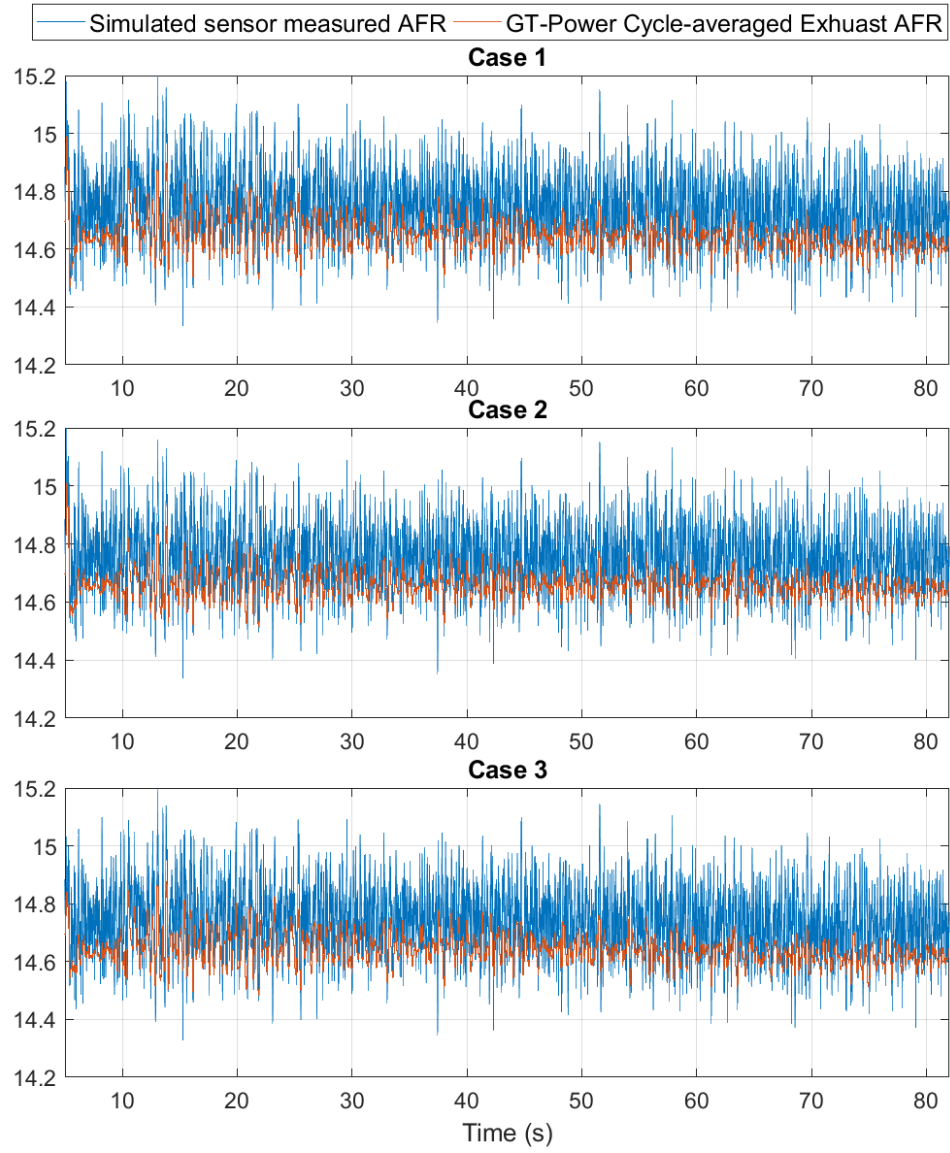 Simulated sensor measured AFR GT-Power Cycle-averaged Exhuast AFR
Case 1
15.2
15
14.8
14.6
14.4
14.2
10 20 30 40 50 60 70 80
Case 2
15.2
15
14.8
14.6
14.4
14.2
10 20 30 40 50 60 70 80
Case 3
15.2
15
14.8
14.6
14.4
14.2
10 20 30 40 50 60 70 80
Time (s)